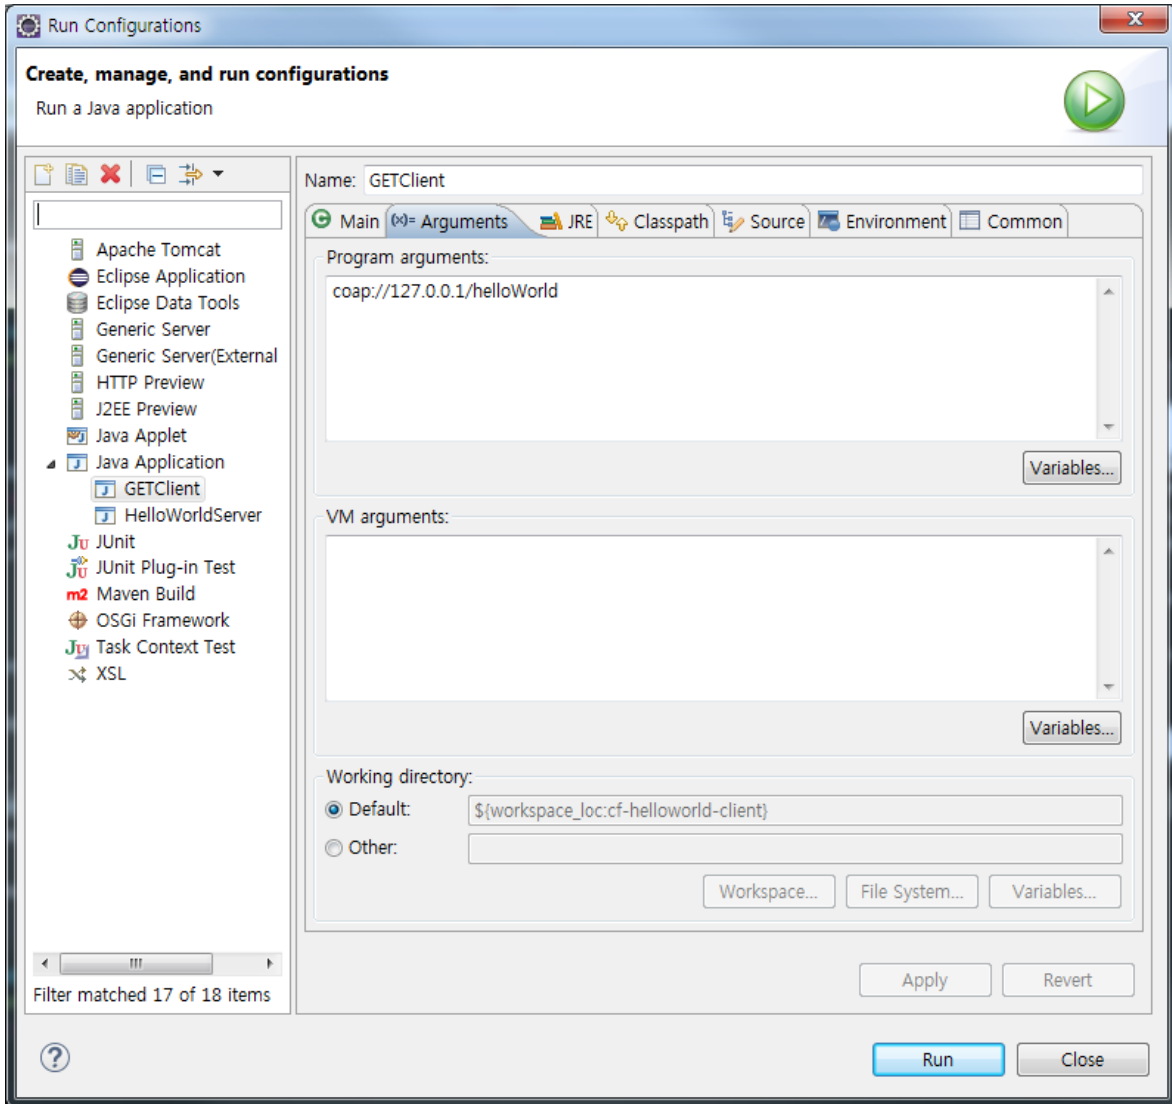 Run Configurations
Create, manage, and run configurations
Run a Java application
Apache Tomcat
Eclipse Application
Eclipse Data Tools
Generic Server
Generic Server(External
HTTP Preview
J2EE Preview
Java Applet
Java Application
GETClient
HelloWorldServer
JUnit
JUnit Plug-in Test
m2 Maven Build
OSGi Framework
Task Context Test
XSL
Filter matched 17 of 18 items
Name: GETClient
Main (x)= Arguments JRE Classpath Source Environment Common
Program arguments:
coap://127.0.0.1/helloWorld
Variables...
VM arguments:
Variables...
Working directory:
Default: ${workspace_loc:cf-helloworld-client}
Other:
Workspace... File System... Variables...
Apply Revert
Run Close